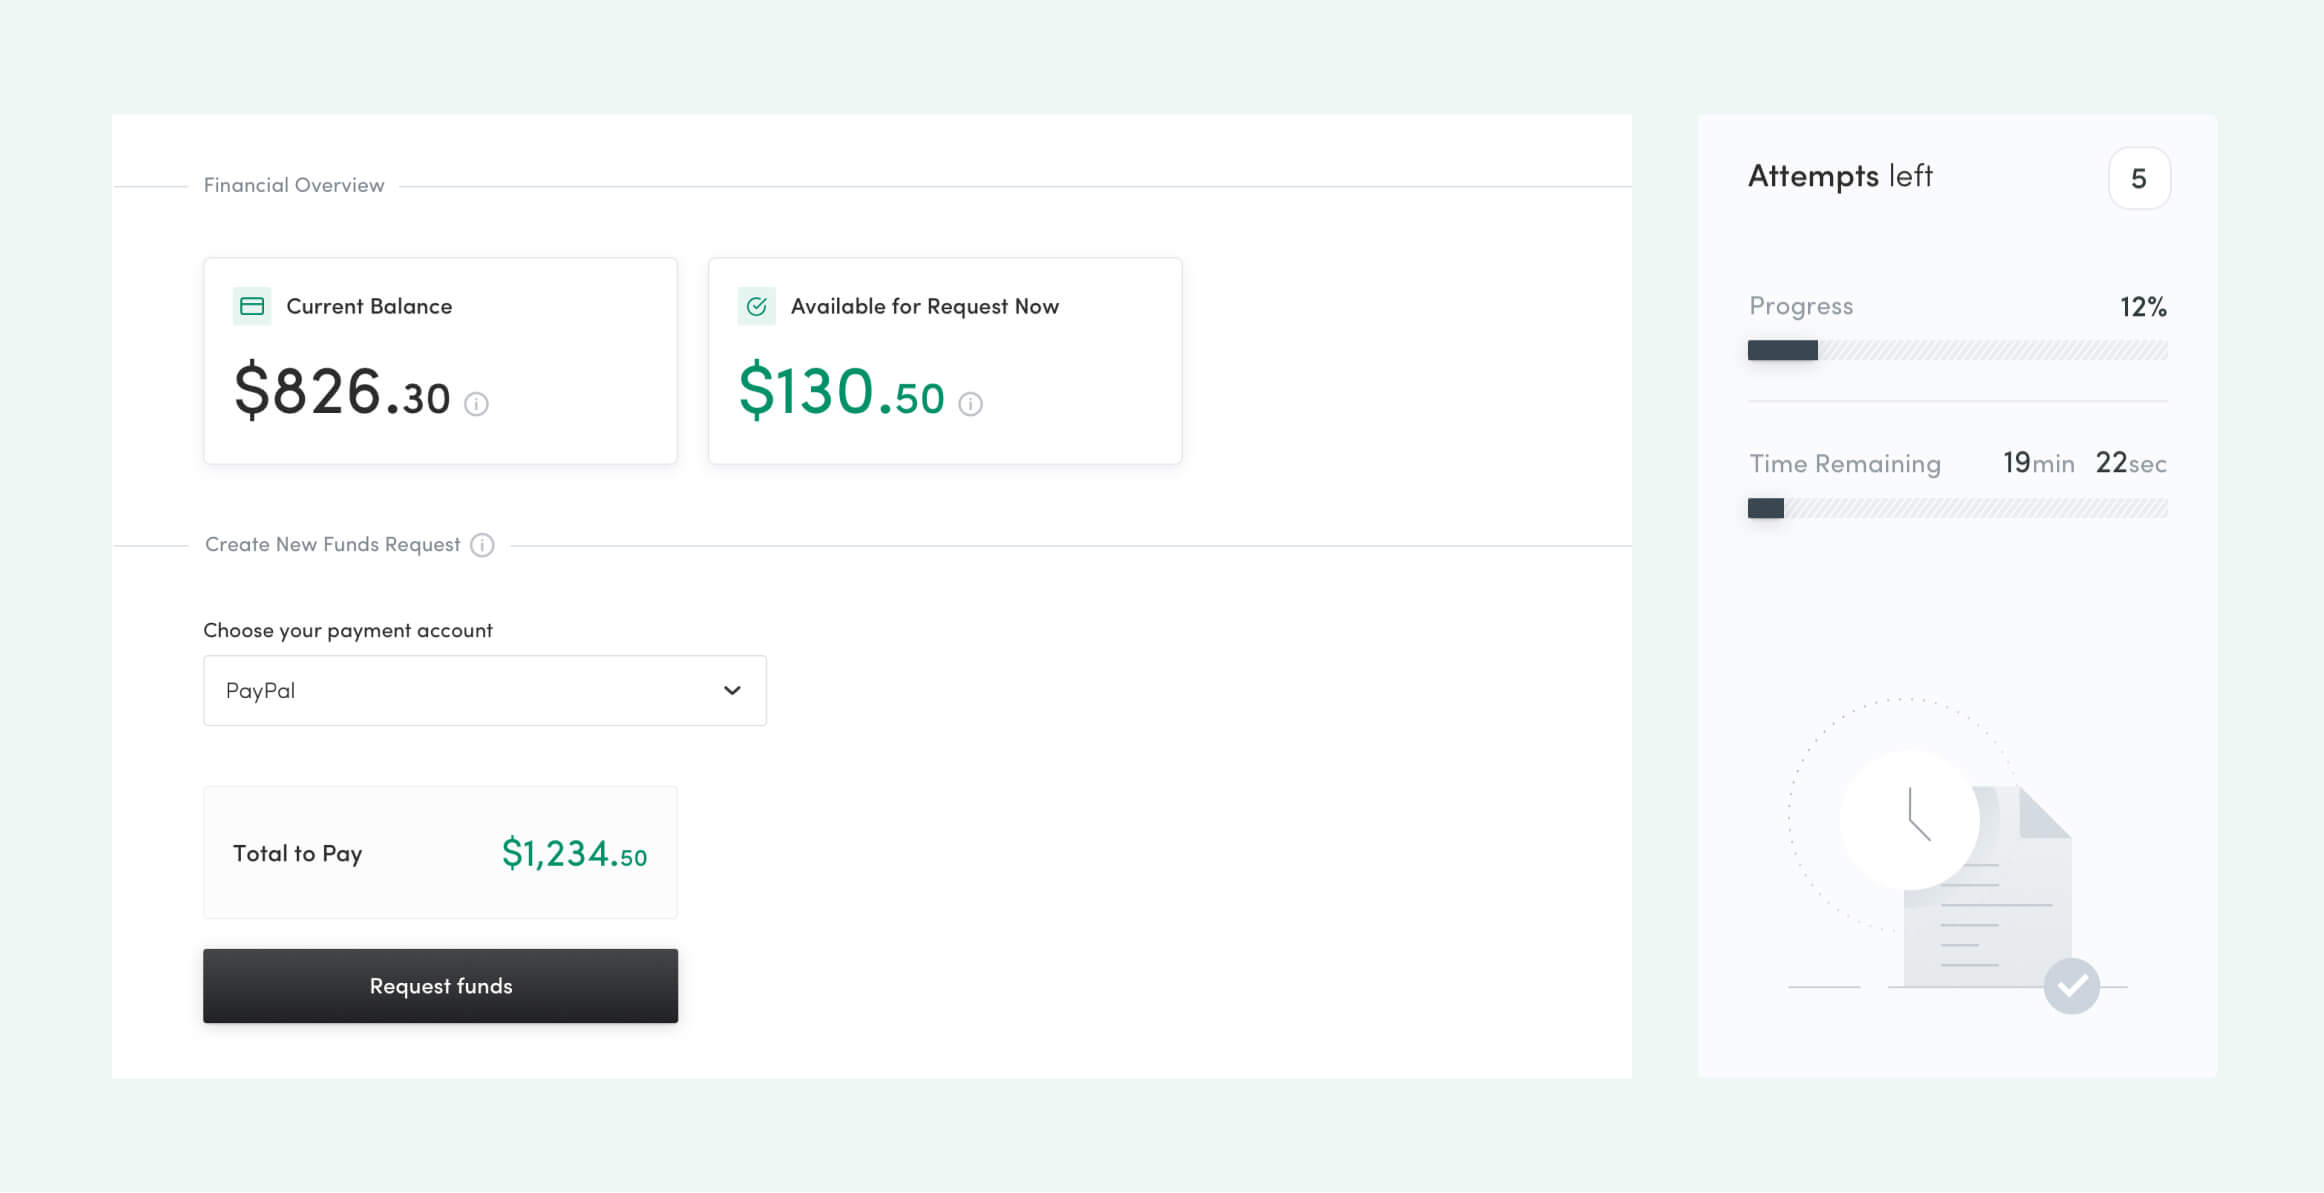 Financial Overview
Current Balance
$826.30
Available for Request Now
$130.50
Create New Funds Request
Choose your payment account
PayPal
Total to Pay $1,234.50
Request funds
Attempts left 5
Progress 12%
Time Remaining 19min 22sec